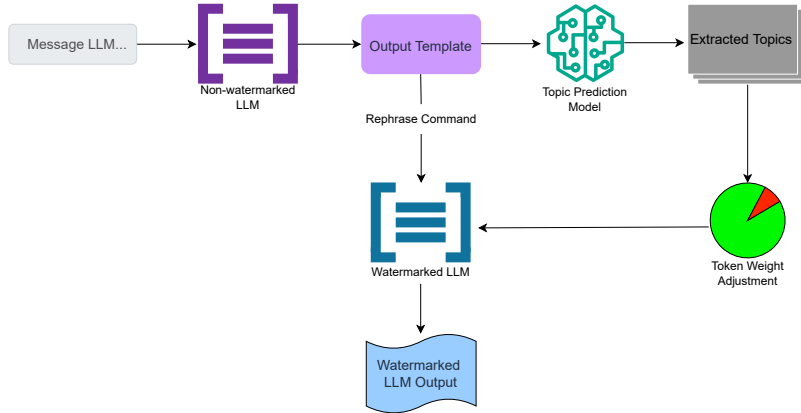 Message LLM...
Non-watermarked
LLM
Output Template
Topic Prediction
Model
Extracted Topics
Rephrase Command
Watermarked LLM
Token Weight
Adjustment
Watermarked
LLM Output